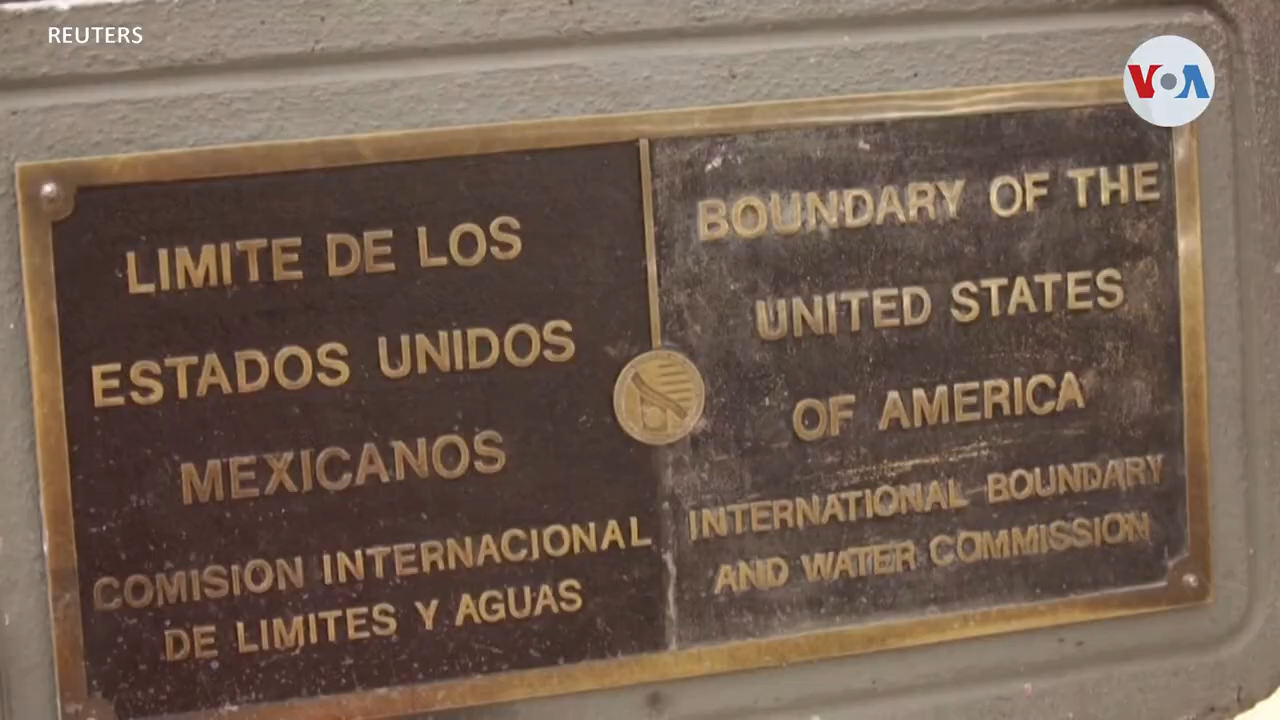 REUTERS
VOA
LIMITE DE LOS
ESTADOS UNIDOS
MEXICANOS
COMISION INTERNACIONAL
DE LIMITES Y AGUAS
BOUNDARY OF THE
UNITED STATES
OF AMERICA
INTERNATIONAL BOUNDARY
AND WATER COMMISSION